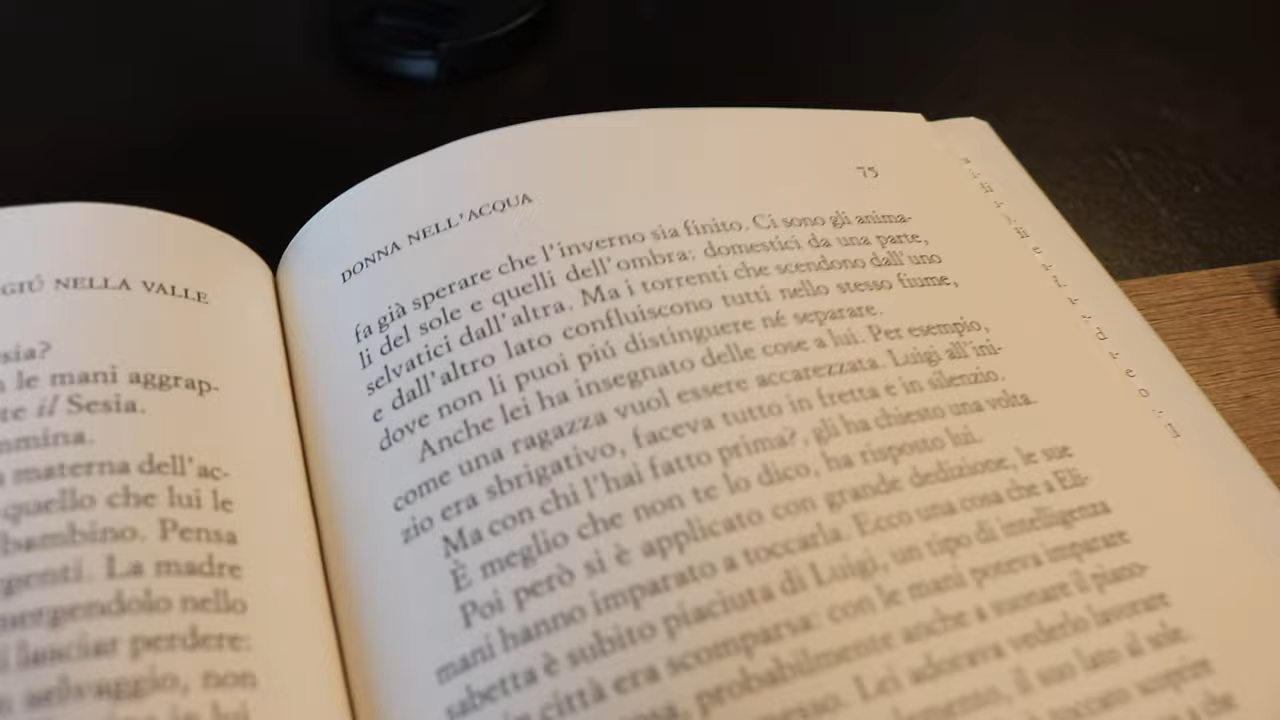 GIÚ NELLA VALLE
sia?
le mani aggrap-
te il Sesia.
mmina.
materna dell'ac-
quello che lui le
bambino. Pensa
genti. La madre
mergendolo nello
lasciar perdere:
selvaggio, non
DONNA NELL'ACQUA
75
fa già sperare che l'inverno sia finito. Ci sono gli anima-
li del sole e quelli dell'ombra: domestici da una parte,
selvatici dall'altra. Ma i torrenti che scendono dall'uno
e dall'altro lato confluiscono tutti nello stesso fiume,
dove non li puoi piú distinguere né separare.
Anche lei ha insegnato delle cose a lui. Per esempio,
come una ragazza vuol essere accarezzata. Luigi all'ini-
zio era sbrigativo, faceva tutto in fretta e in silenzio.
Ma con chi l'hai fatto prima?, gli ha chiesto una volta.
È meglio che non te lo dico, ha risposto lui.
Poi però si è applicato con grande dedizione, le sue
mani hanno imparato a toccarla. Ecco una cosa che a Eli-
sabetta è subito piaciuta di Luigi, un tipo di intelligenza
in città era scomparsa: con le mani poteva imparare
probabilmente anche a suonare il piano-
Lei adorava vederlo lavorare
il suo lato al sole.
toccato scoprire